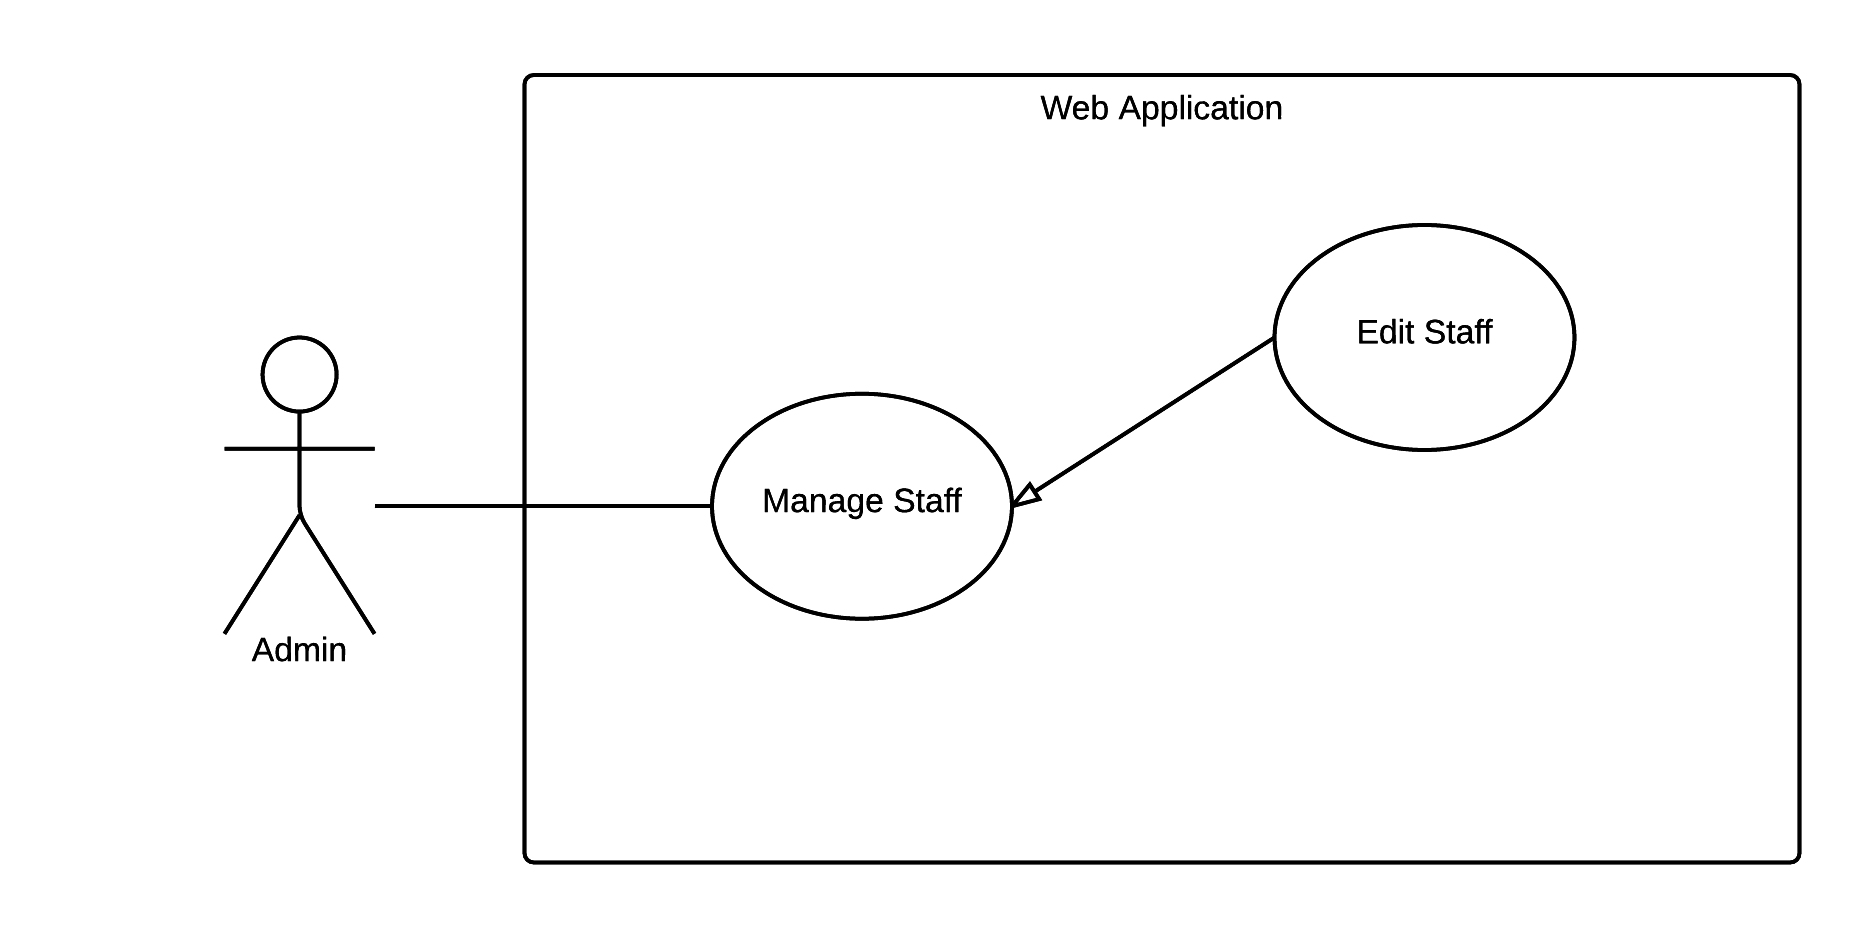 Web Application
Edit Staff
Manage Staff
Admin